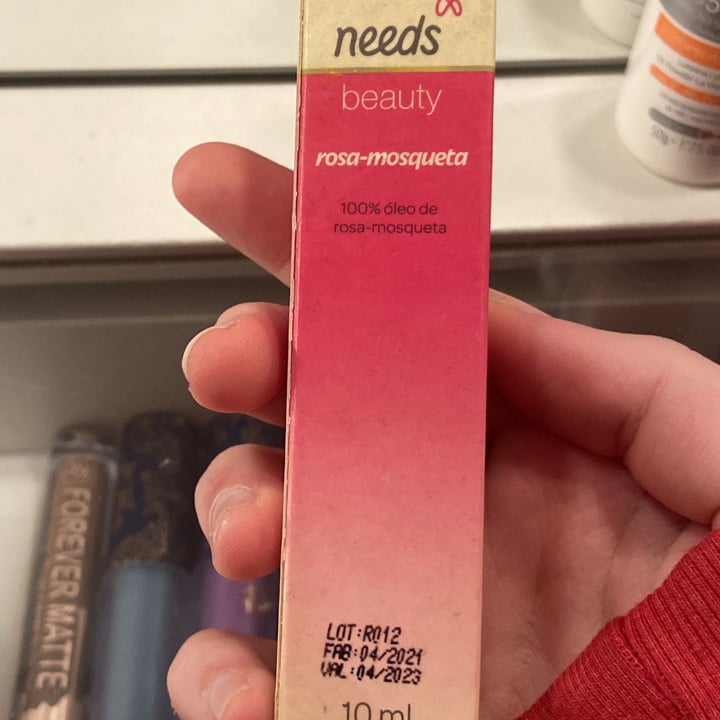 needs
beauty
rosa-mosqueta
100% óleo de
rosa-mosqueta
LOT:R012
FAB:04/2021
VAL:04/2023
10 ml
FOREVER MATTE